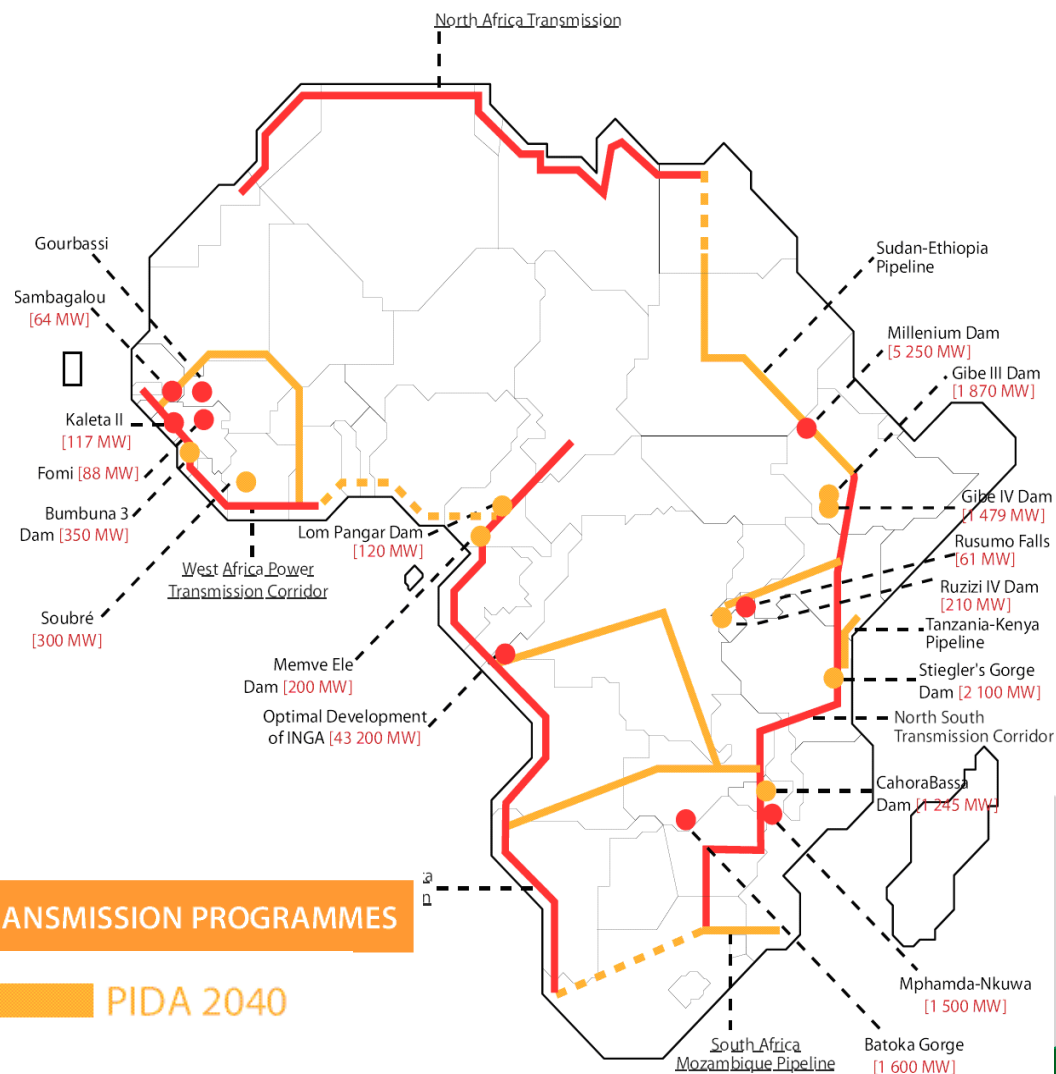 North Africa Transmission
Gourbassi
Sambagalou
[64 MW]
Kaleta II
[117 MW]
Fomi [88 MW]
Bumbuna 3
Dam [350 MW]
Soubré
[300 MW]
West Africa Power
Transmission Corridor
Lom Pangar Dam
[120 MW]
Memve Ele
Dam [200 MW]
Optimal Development
of INGA [43 200 MW]
Sudan-Ethiopia
Pipeline
Millenium Dam
[5 250 MW]
Gibe III Dam
[1 870 MW]
Gibe IV Dam
[1 479 MW]
Rusumo Falls
[61 MW]
Ruzizi IV Dam
[210 MW]
Tanzania-Kenya
Pipeline
Stiegler's Gorge
Dam [2 100 MW]
North South
Transmission Corridor
CahoraBassa
Dam [1 245 MW]
Mphamda-Nkuwa
[1 500 MW]
Batoka Gorge
[1 600 MW]
South Africa
Mozambique Pipeline
ANSMISSION PROGRAMMES
PIDA 2040